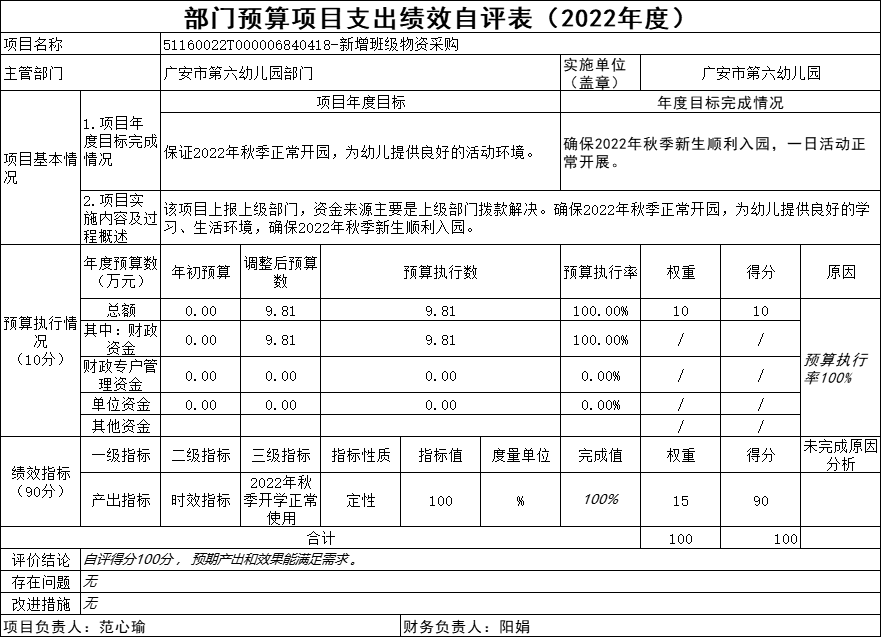 部门预算项目支出绩效自评表（2022年度）
项目名称 51160022T000006840418-新增班级物资采购
主管部门 广安市第六幼儿园部门 实施单位（盖章） 广安市第六幼儿园
项目基本情况
1.项目年度目标完成情况
项目年度目标 年度目标完成情况
保证2022年秋季正常开园，为幼儿提供良好的活动环境。
确保2022年秋季新生顺利入园，一日活动正
常开展。
2.项目实施内容及过程概述
该项目上报上级部门，资金来源主要是上级部门拨款解决。确保2022年秋季正常开园，为幼儿提供良好的学
习、生活环境，确保2022年秋季新生顺利入园。
预算执行情况（10分）
年度预算数（万元） 年初预算 调整后预算数 预算执行数 预算执行率 权重 得分 原因
总额 0.00 9.81 9.81 100.00% 10 10
其中：财政资金 0.00 9.81 9.81 100.00% / /
预算执行率100%
财政专户管理资金 0.00 0.00 0.00 0.00% / /
单位资金 0.00 0.00 0.00 0.00% / /
其他资金 / /
绩效指标（90分）
一级指标 二级指标 三级指标 指标性质 指标值 度量单位 完成值 权重 得分 未完成原因分析
产出指标 时效指标 2022年秋季开学正常使用 定性 100 % 100% 15 90
合计 100 100
评价结论 自评得分100分， 预期产出和效果能满足需求。
存在问题 无
改进措施 无
项目负责人：范心瑜 财务负责人：阳娟